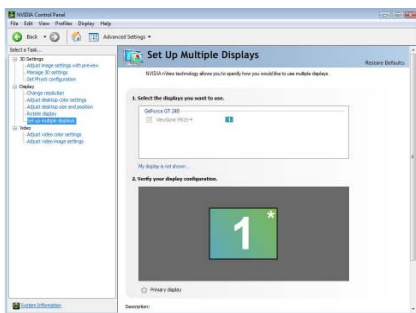 NVIDIA Control Panel
File Edit View Profiles Display Help
Back Advanced Settings
Select a Task...
3D Settings
Adjust image settings with preview
Manage 3D settings
Set PhysX configuration
Display
Change resolution
Adjust desktop color settings
Adjust desktop size and position
Rotate display
Set up multiple displays
Video
Adjust video color settings
Adjust video image settings
System Information
Set Up Multiple Displays
Restore Defaults
NVIDIA nView technology allows you to specify how you would like to use multiple displays.
1. Select the displays you want to use.
ViewSonic
1
My display is not shown...
2. Verify your display configuration.
1 *
Primary display
Description: